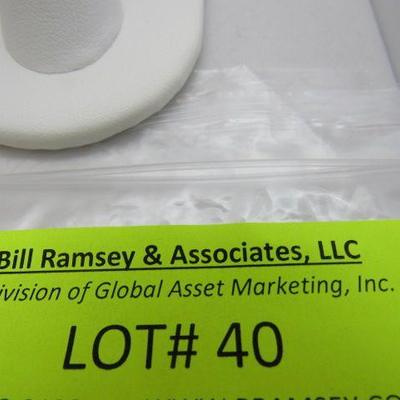 Bill Ramsey & Associates, LLC
ivision of Global Asset Marketing, Inc.
LOT# 40